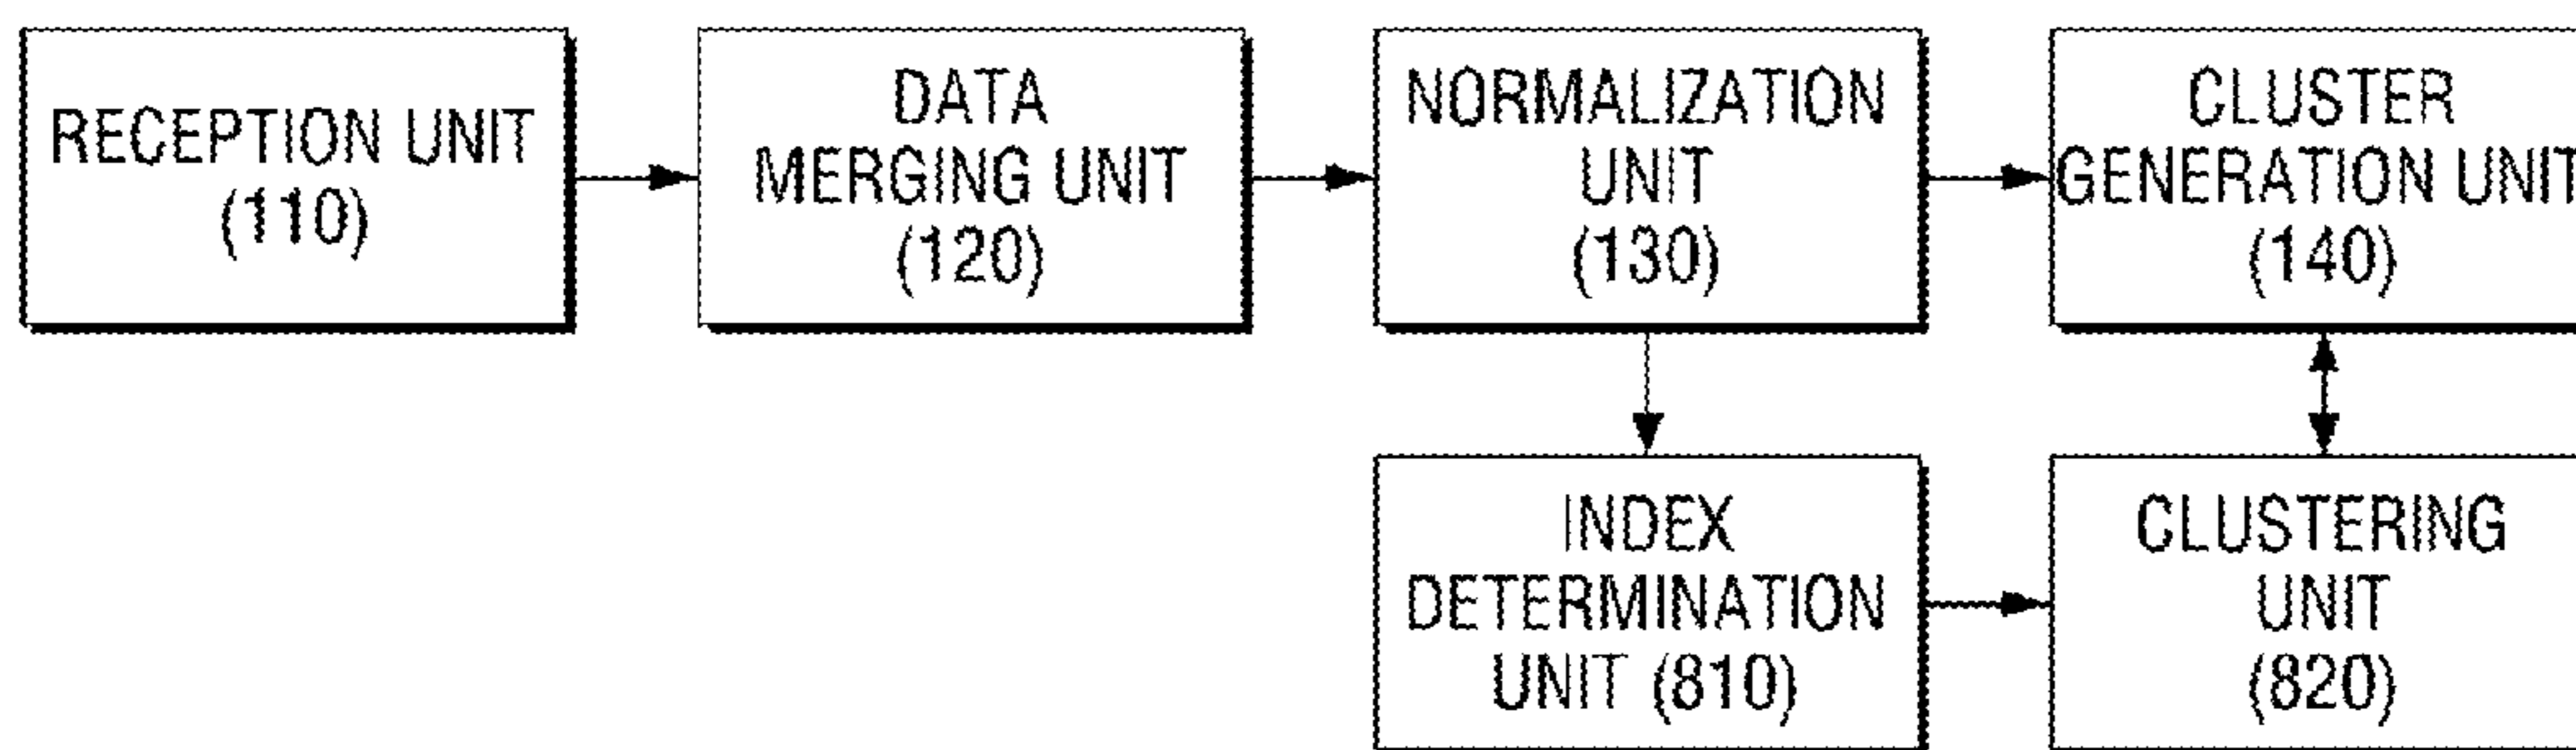 RECEPTION UNIT
(110)
DATA
MERGING UNIT
(120)
NORMALIZATION
UNIT
(130)
CLUSTER
GENERATION UNIT
(140)
INDEX
DETERMINATION
UNIT (810)
CLUSTERING
UNIT
(820)